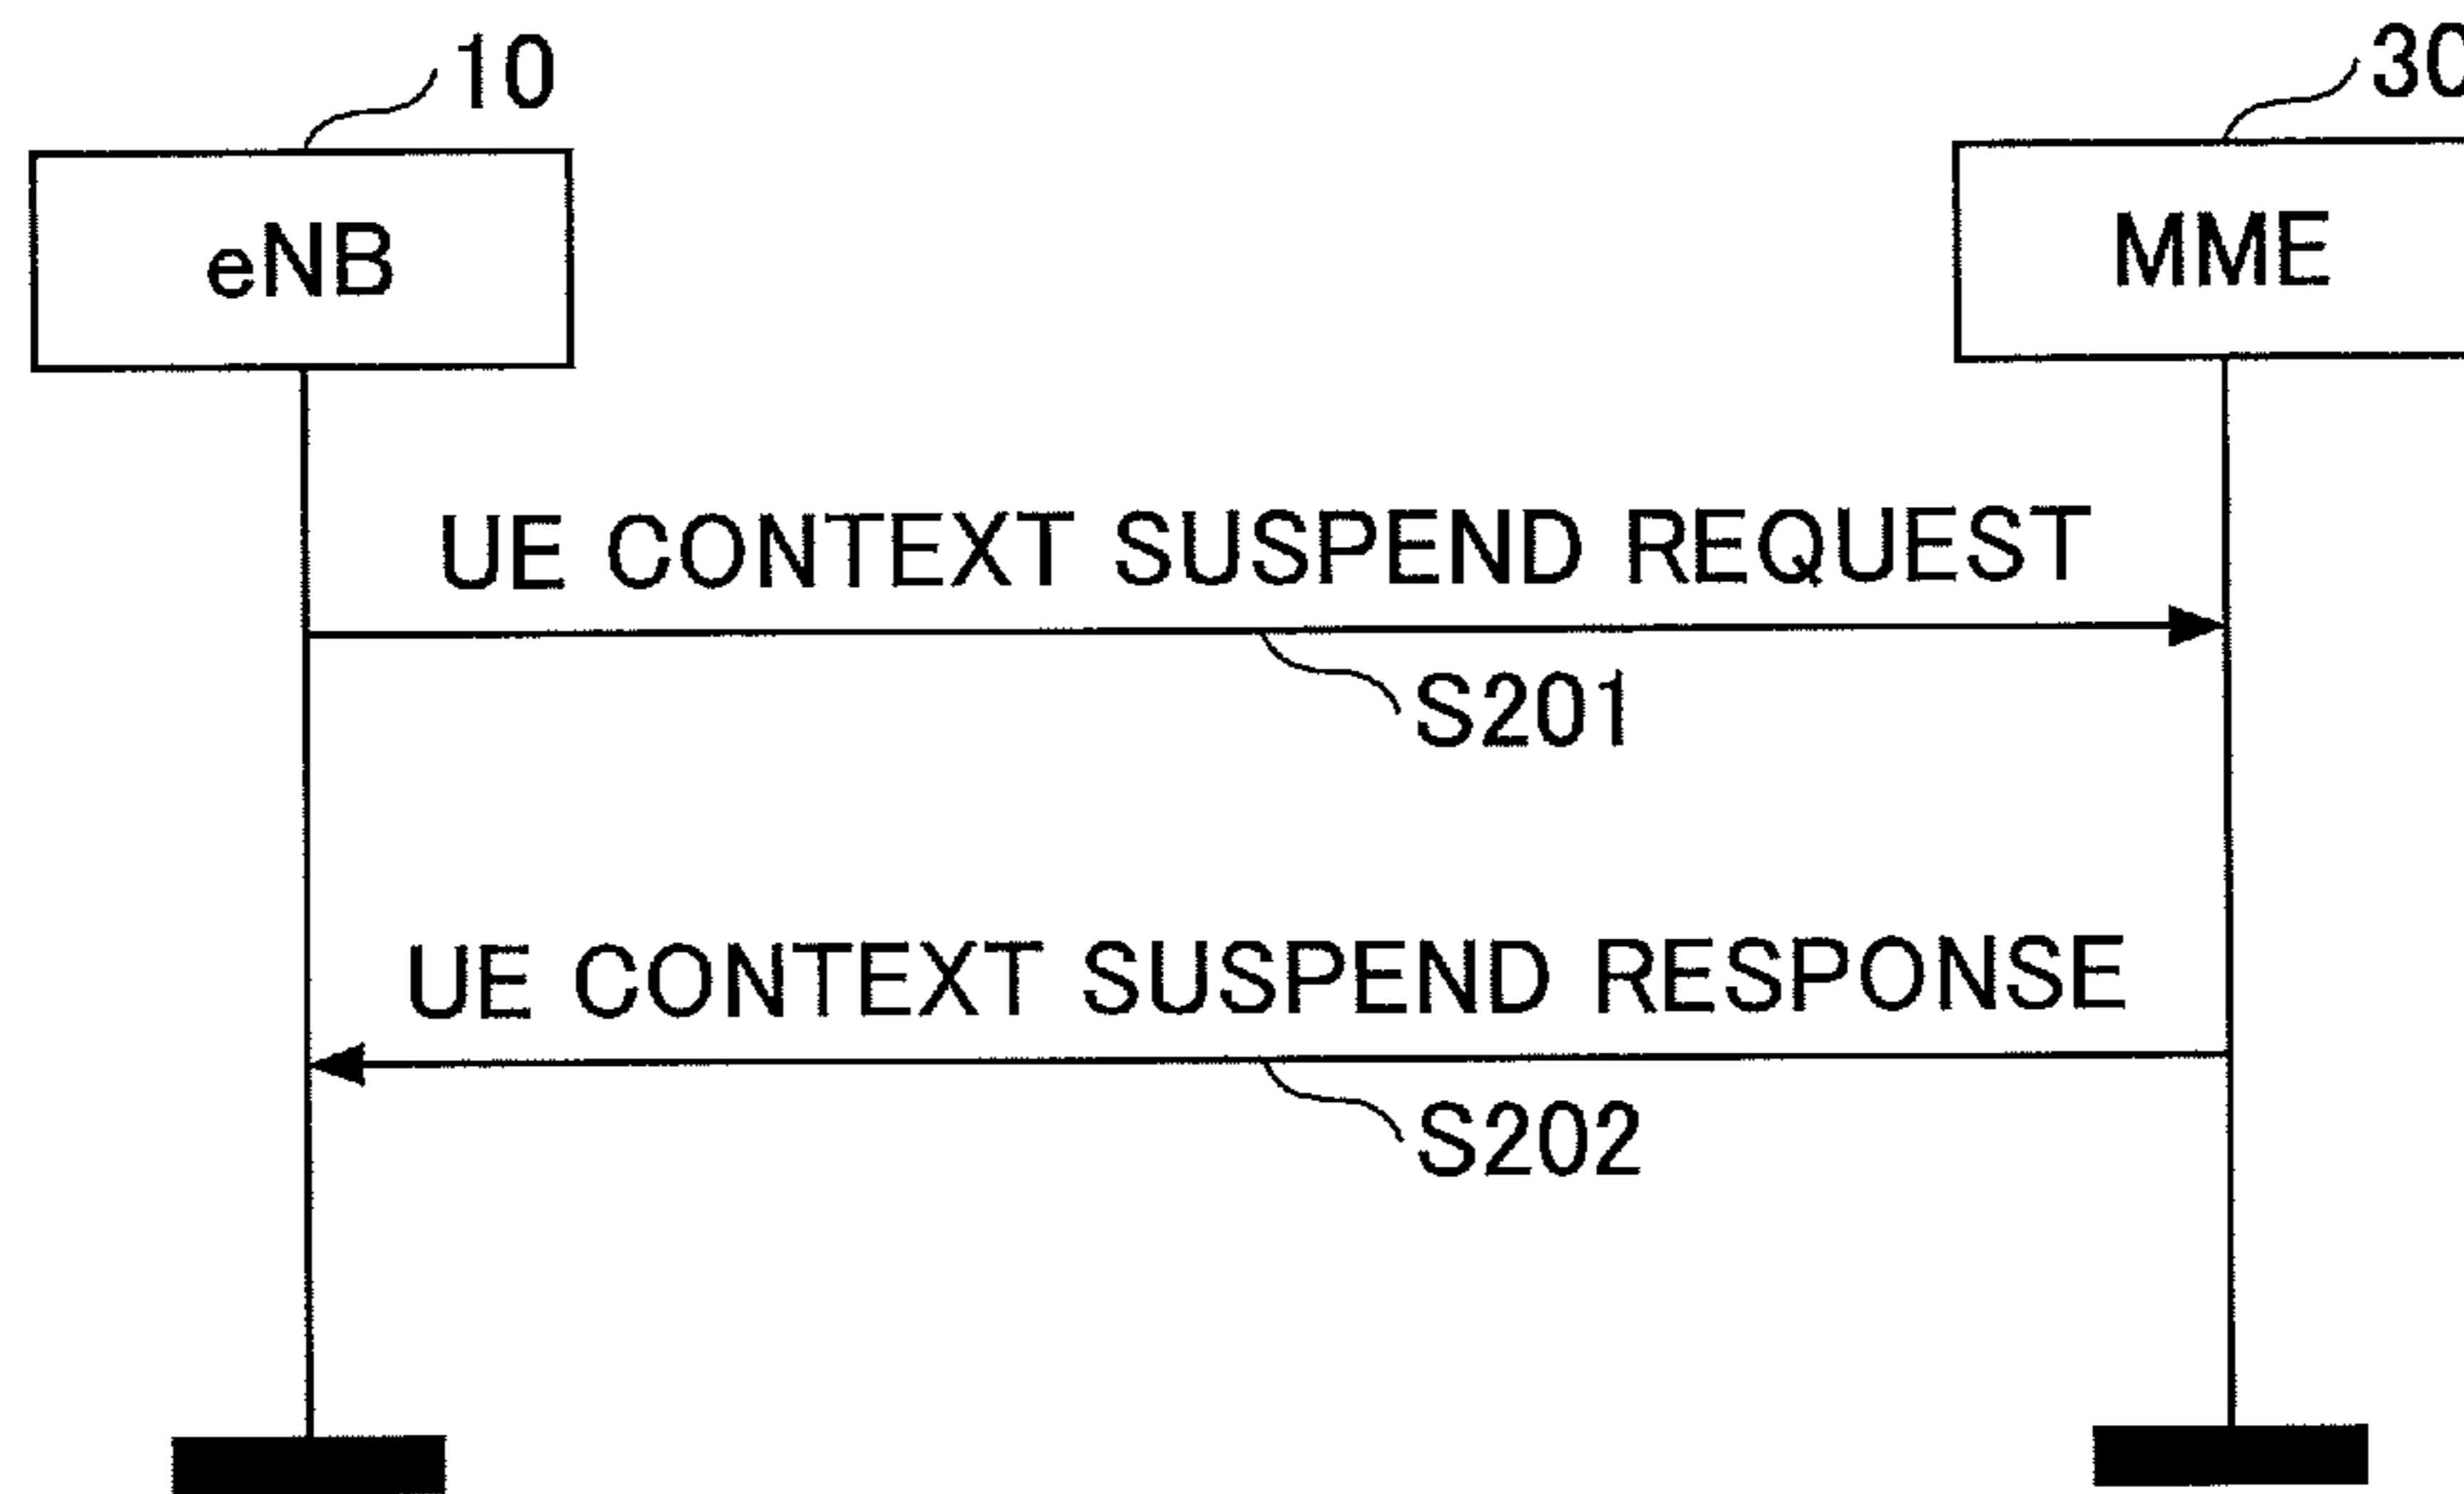 10
30
eNB
MME
UE CONTEXT SUSPEND REQUEST
S201
UE CONTEXT SUSPEND RESPONSE
S202